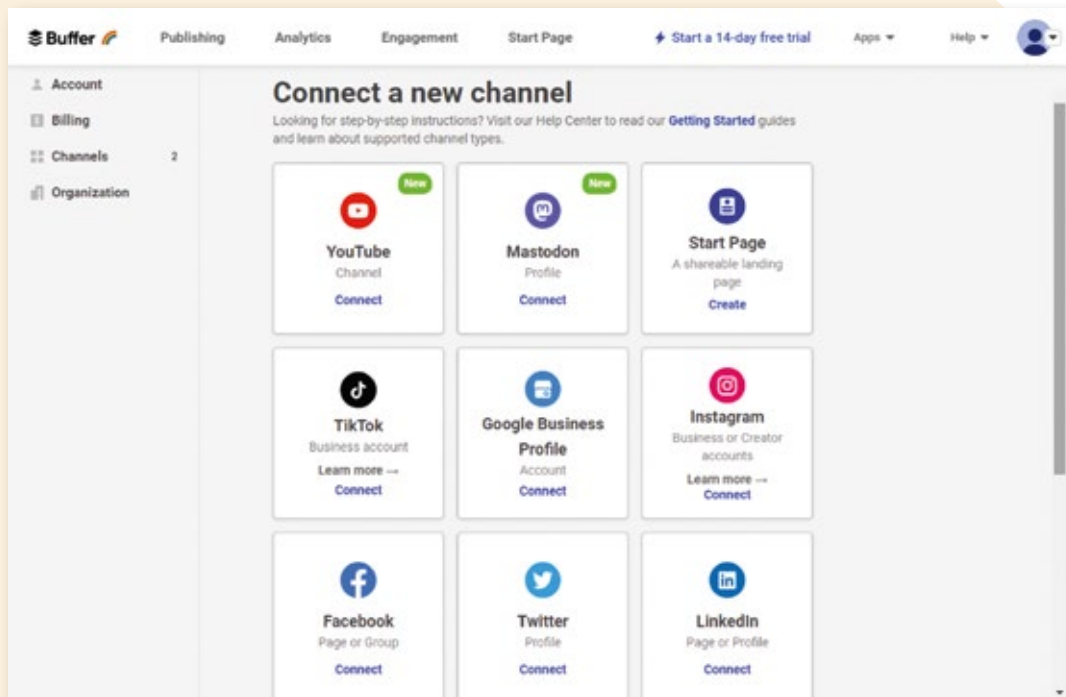 Buffer
Publishing
Analytics
Engagement
Start Page
Start a 14-day free trial
Apps
Help
Account
Billing
Channels 2
Organization
Connect a new channel
Looking for step-by-step instructions? Visit our Help Center to read our Getting Started guides
and learn about supported channel types.
New
YouTube
Channel
Connect
New
Mastodon
Profile
Connect
Start Page
A shareable landing
page
Create
TikTok
Business account
Learn more →
Connect
Google Business
Profile
Account
Connect
Instagram
Business or Creator
accounts
Learn more →
Connect
Facebook
Page or Group
Connect
Twitter
Profile
Connect
LinkedIn
Page or Profile
Connect